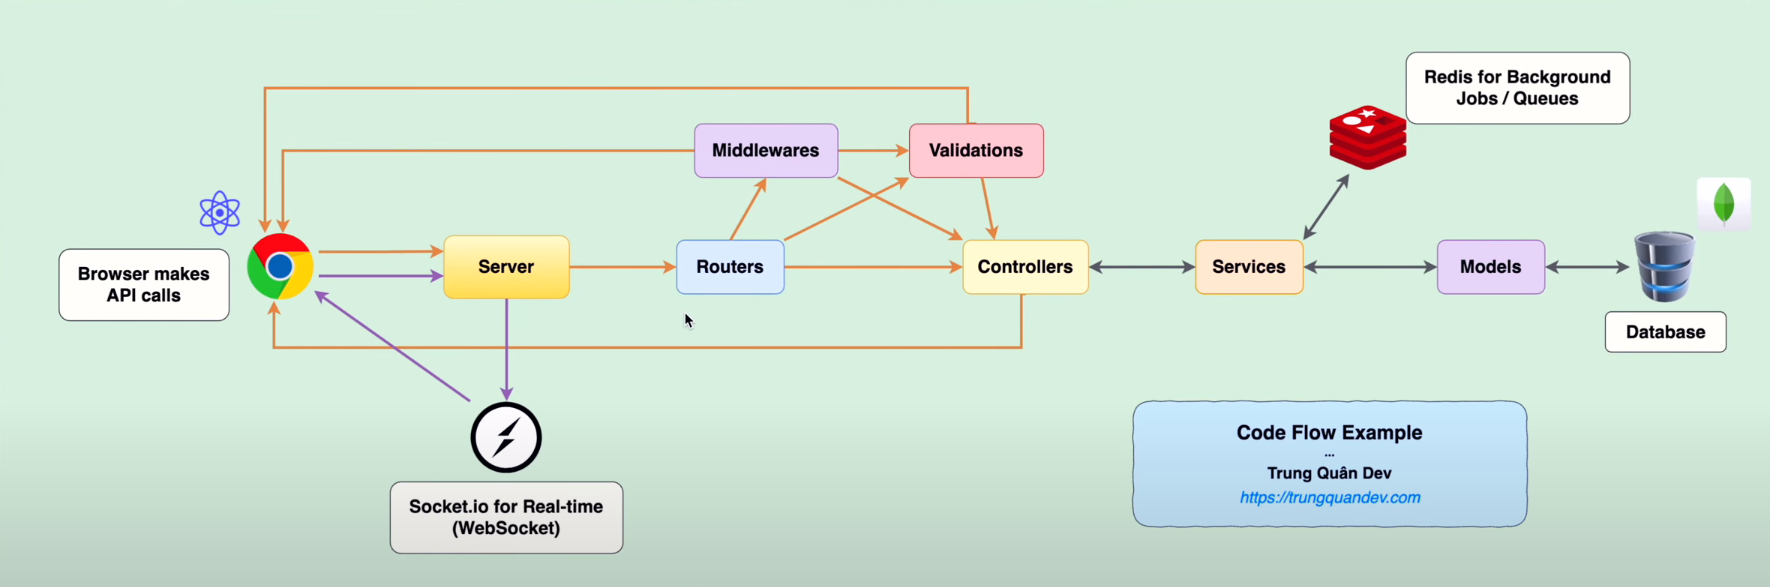 Redis for Background
Jobs / Queues
Middlewares
Validations
Browser makes
API calls
Server
Routers
Controllers
Services
Models
Database
Socket.io for Real-time
(WebSocket)
Code Flow Example
...
Trung Quân Dev
https://trungquandev.com